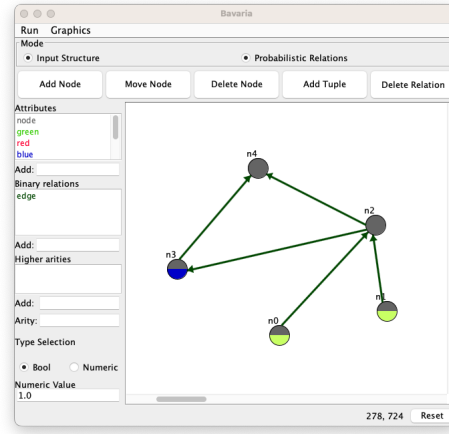 Bavaria
Run Graphics
Mode
Input Structure Probabilistic Relations
Add Node Move Node Delete Node Add Tuple Delete Relation
Attributes
node
green
red
blue
Add:
Binary relations
edge
Add:
Higher arities
Add:
Arity:
Type Selection
Bool Numeric
Numeric Value
1.0
n4
n2
n3
n1
n0
278, 724 Reset